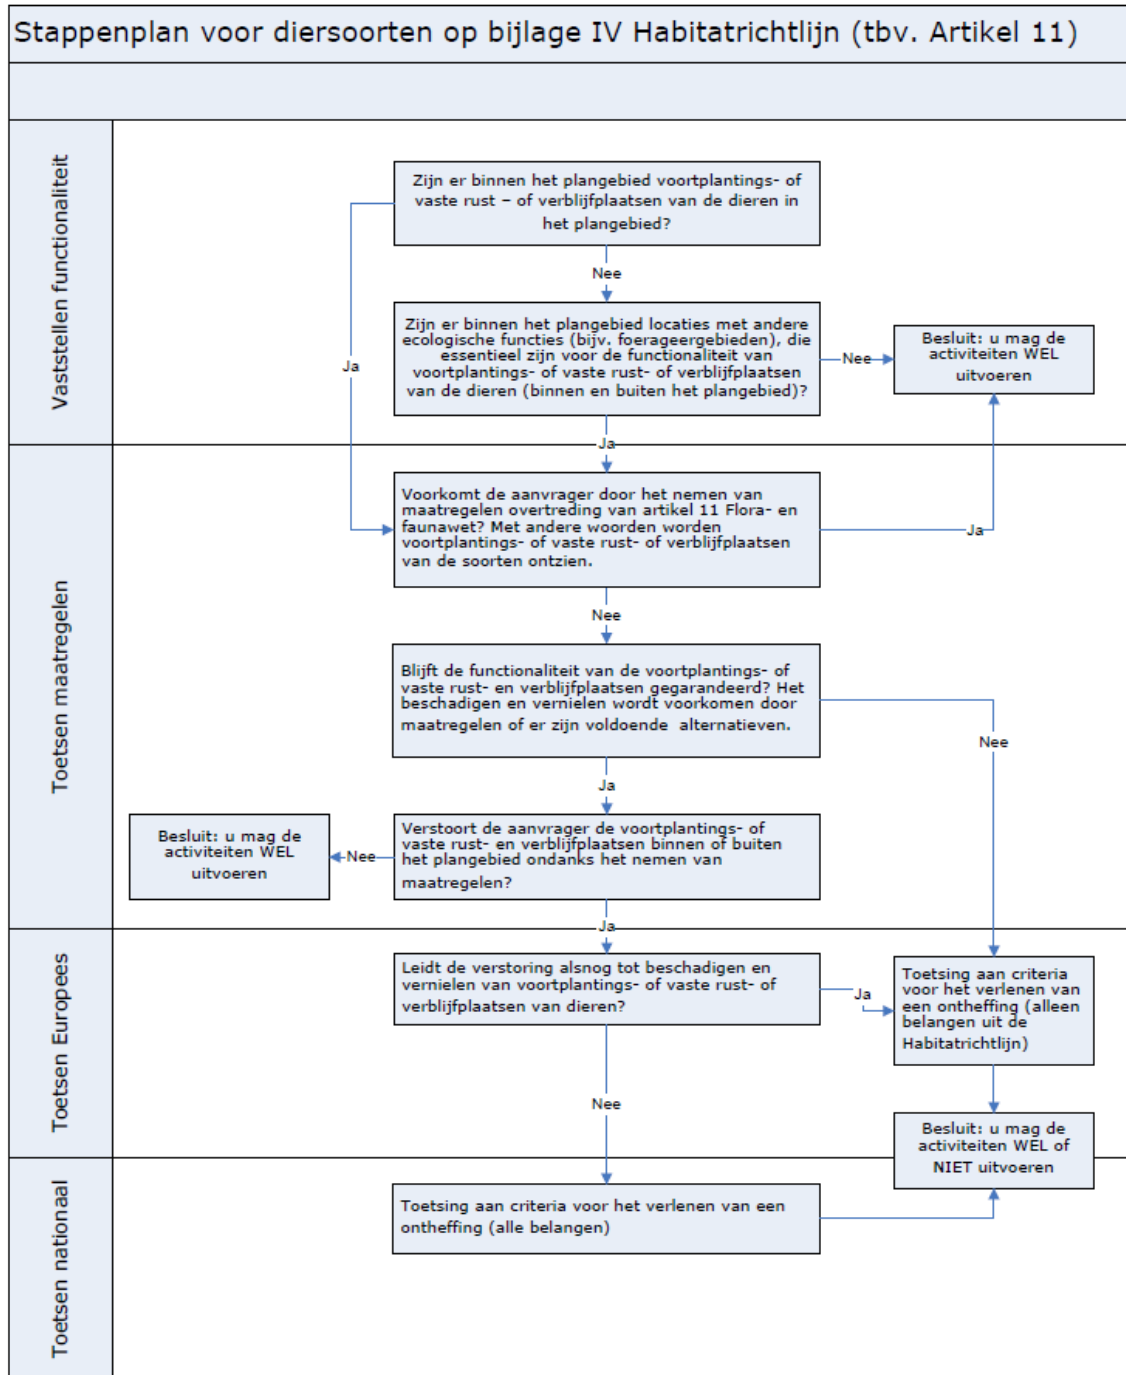 Stappenplan voor diersoorten op bijlage IV Habitatrichtlijn (tbv. Artikel 11)
Vaststellen functionaliteit
Zijn er binnen het plangebied voortplantings- of
vaste rust – of verblijfplaatsen van de dieren in
het plangebied?
Nee
Ja
Zijn er binnen het plangebied locaties met andere
ecologische functies (bijv. foerageergebieden), die
essentieel zijn voor de functionaliteit van
voortplantings- of vaste rust- of verblijfplaatsen
van de dieren (binnen en buiten het plangebied)?
Nee
Besluit: u mag de
activiteiten WEL
uitvoeren
Ja
Toetsen maatregelen
Voorkomt de aanvrager door het nemen van
maatregelen overtreding van artikel 11 Flora- en
faunawet? Met andere woorden worden
voortplantings- of vaste rust- of verblijfplaatsen
van de soorten ontzien.
Ja
Nee
Blijft de functionaliteit van de voortplantings- of
vaste rust- en verblijfplaatsen gegarandeerd? Het
beschadigen en vernielen wordt voorkomen door
maatregelen of er zijn voldoende alternatieven.
Nee
Ja
Verstoort de aanvrager de voortplantings- of
vaste rust- en verblijfplaatsen binnen of buiten
het plangebied ondanks het nemen van
maatregelen?
Nee
Besluit: u mag de
activiteiten WEL
uitvoeren
Ja
Toetsen Europees
Leidt de verstoring alsnog tot beschadigen en
vernielen van voortplantings- of vaste rust- of
verblijfplaatsen van dieren?
Ja
Toetsing aan criteria
voor het verlenen van
een ontheffing (alleen
belangen uit de
Habitatrichtlijn)
Nee
Besluit: u mag de
activiteiten WEL of
NIET uitvoeren
Toetsen nationaal
Toetsing aan criteria voor het verlenen van een
ontheffing (alle belangen)